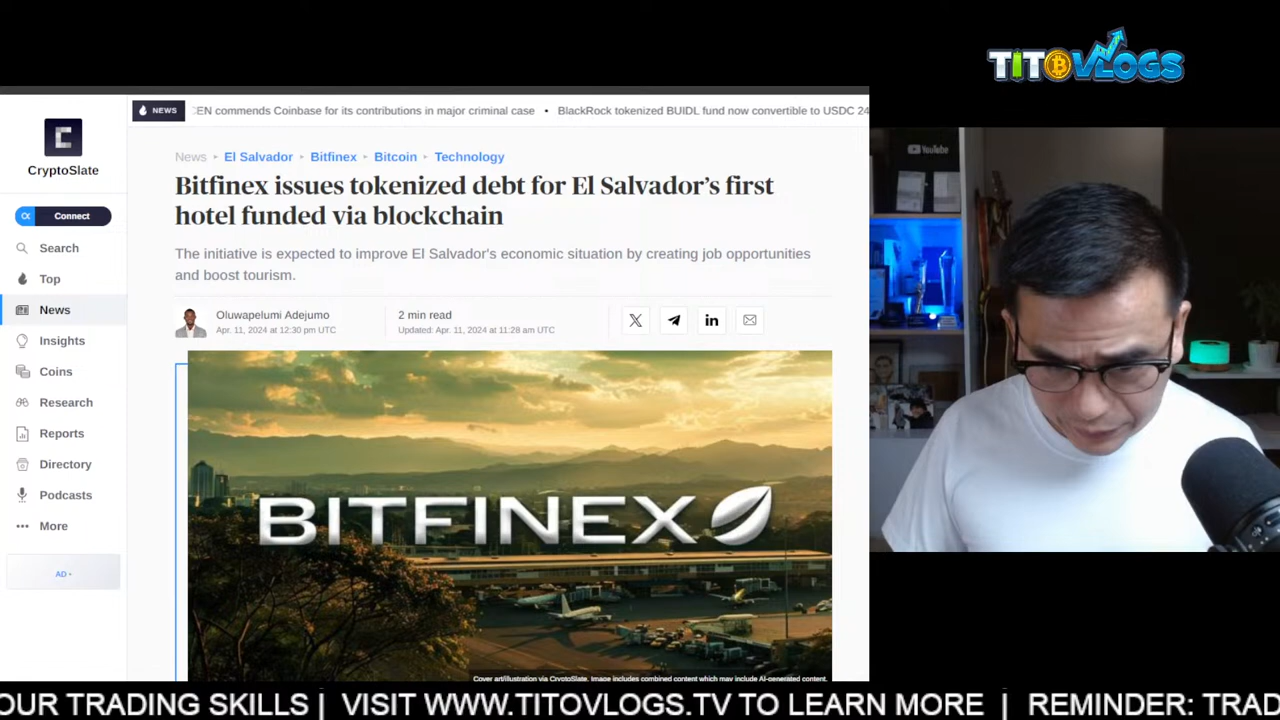 TITOVLOGS
NEWS
EN commends Coinbase for its contributions in major criminal case • BlackRock tokenized BUIDL fund now convertible to USDC 24
CryptoSlate
Connect
Search
Top
News
Insights
Coins
Research
Reports
Directory
Podcasts
More
AD
News ▸ El Salvador ▸ Bitfinex ▸ Bitcoin ▸ Technology
Bitfinex issues tokenized debt for El Salvador's first
hotel funded via blockchain
The initiative is expected to improve El Salvador's economic situation by creating job opportunities
and boost tourism.
Oluwapelumi Adejumo
Apr. 11, 2024 at 12:30 pm UTC
2 min read
Updated: Apr. 11, 2024 at 11:28 am UTC
BITFINEX
Cover art/illustration via CryptoSlate. Image includes combined content which may include AI-generated content.
YouTube
OUR TRADING SKILLS | VISIT WWW.TITOVLOGS.TV TO LEARN MORE | REMINDER: TRAD